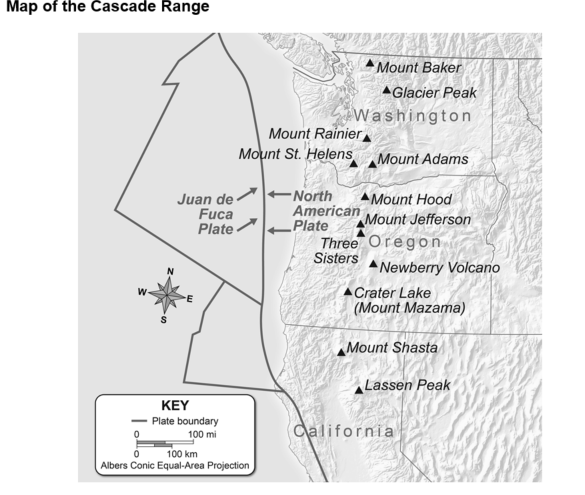 Map of the Cascade Range
Mount Baker
Glacier Peak
Washington
Mount Rainier
Mount St. Helens
Mount Adams
Juan de
Fuca
Plate
North
American
Plate
Mount Hood
Mount Jefferson
Three
Sisters
Oregon
Newberry Volcano
N
W
E
S
Crater Lake
(Mount Mazama)
Mount Shasta
Lassen Peak
California
KEY
Plate boundary
0 100 mi
0 100 km
Albers Conic Equal-Area Projection